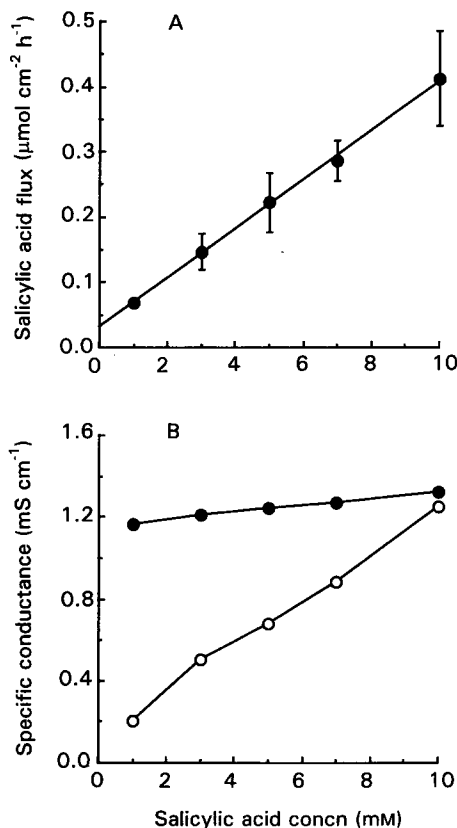 A
Salicylic acid flux (µmol cm⁻² h⁻¹)
0.5
0.4
0.3
0.2
0.1
0.0
0 2 4 6 8 10
B
Specific conductance (mS cm⁻¹)
1.6
1.2
0.8
0.4
0.0
0 2 4 6 8 10
Salicylic acid concn (mM)